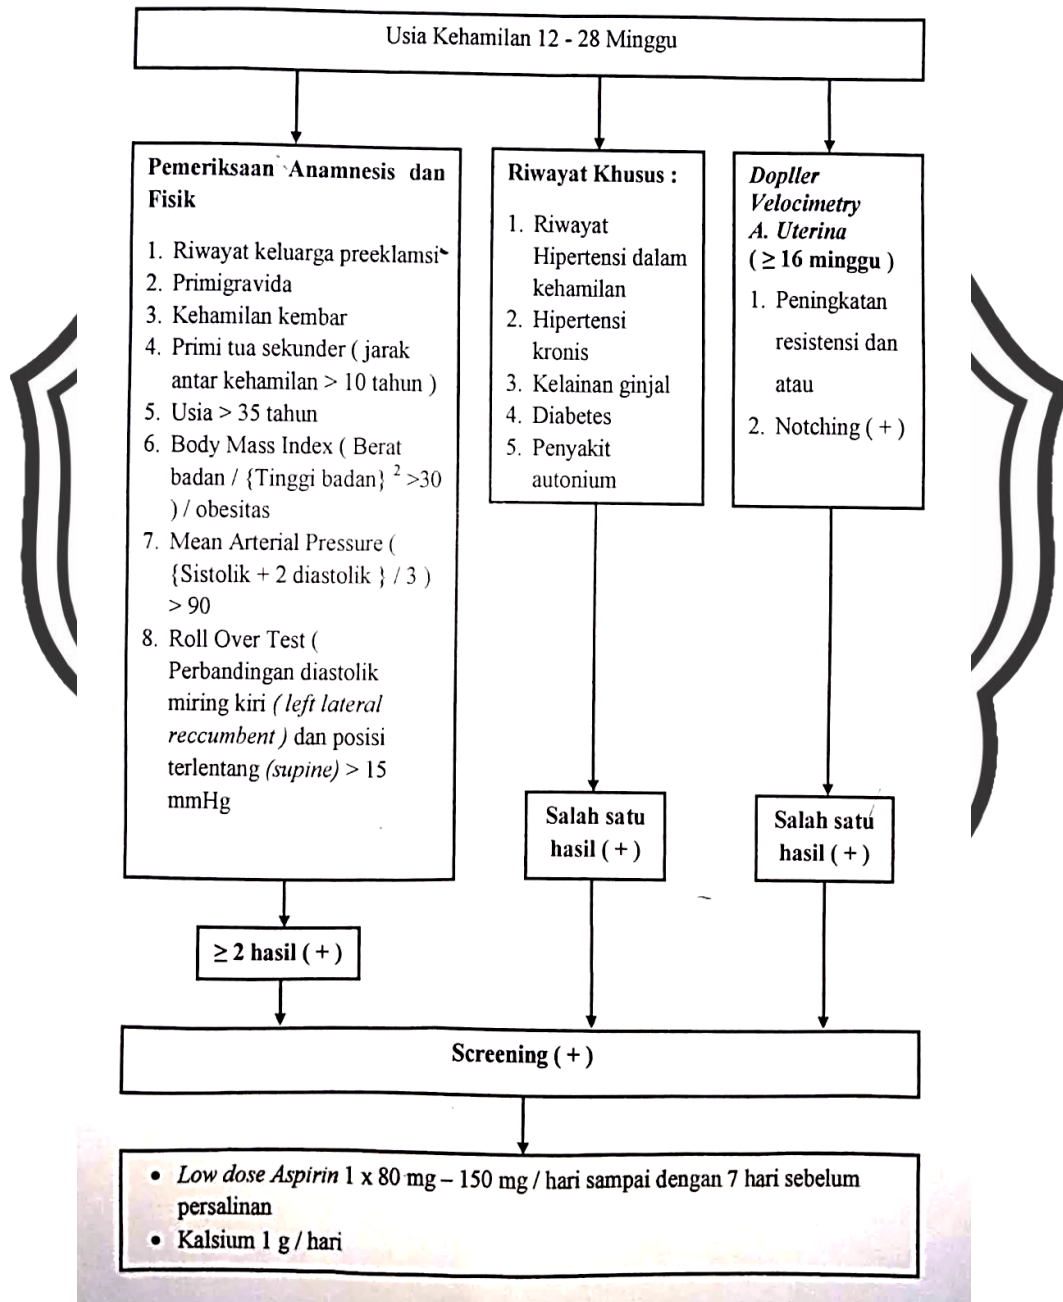 Usia Kehamilan 12 - 28 Minggu
Pemeriksaan Anamnesis dan
Fisik
1. Riwayat keluarga preeklamsi
2. Primigravida
3. Kehamilan kembar
4. Primi tua sekunder ( jarak
antar kehamilan > 10 tahun )
5. Usia > 35 tahun
6. Body Mass Index ( Berat
badan / {Tinggi badan} ² >30
) / obesitas
7. Mean Arterial Pressure (
{Sistolik + 2 diastolik } / 3 )
> 90
8. Roll Over Test (
Perbandingan diastolik
miring kiri ( left lateral
reccumbent ) dan posisi
terlentang (supine) > 15
mmHg
≥ 2 hasil ( + )
Riwayat Khusus :
1. Riwayat
Hipertensi dalam
kehamilan
2. Hipertensi
kronis
3. Kelainan ginjal
4. Diabetes
5. Penyakit
autonium
Salah satu
hasil ( + )
Dopller
Velocimetry
A. Uterina
( ≥ 16 minggu )
1. Peningkatan
resistensi dan
atau
2. Notching ( + )
Salah satu
hasil ( + )
Screening ( + )
• Low dose Aspirin 1 x 80 mg – 150 mg / hari sampai dengan 7 hari sebelum
persalinan
• Kalsium 1 g / hari